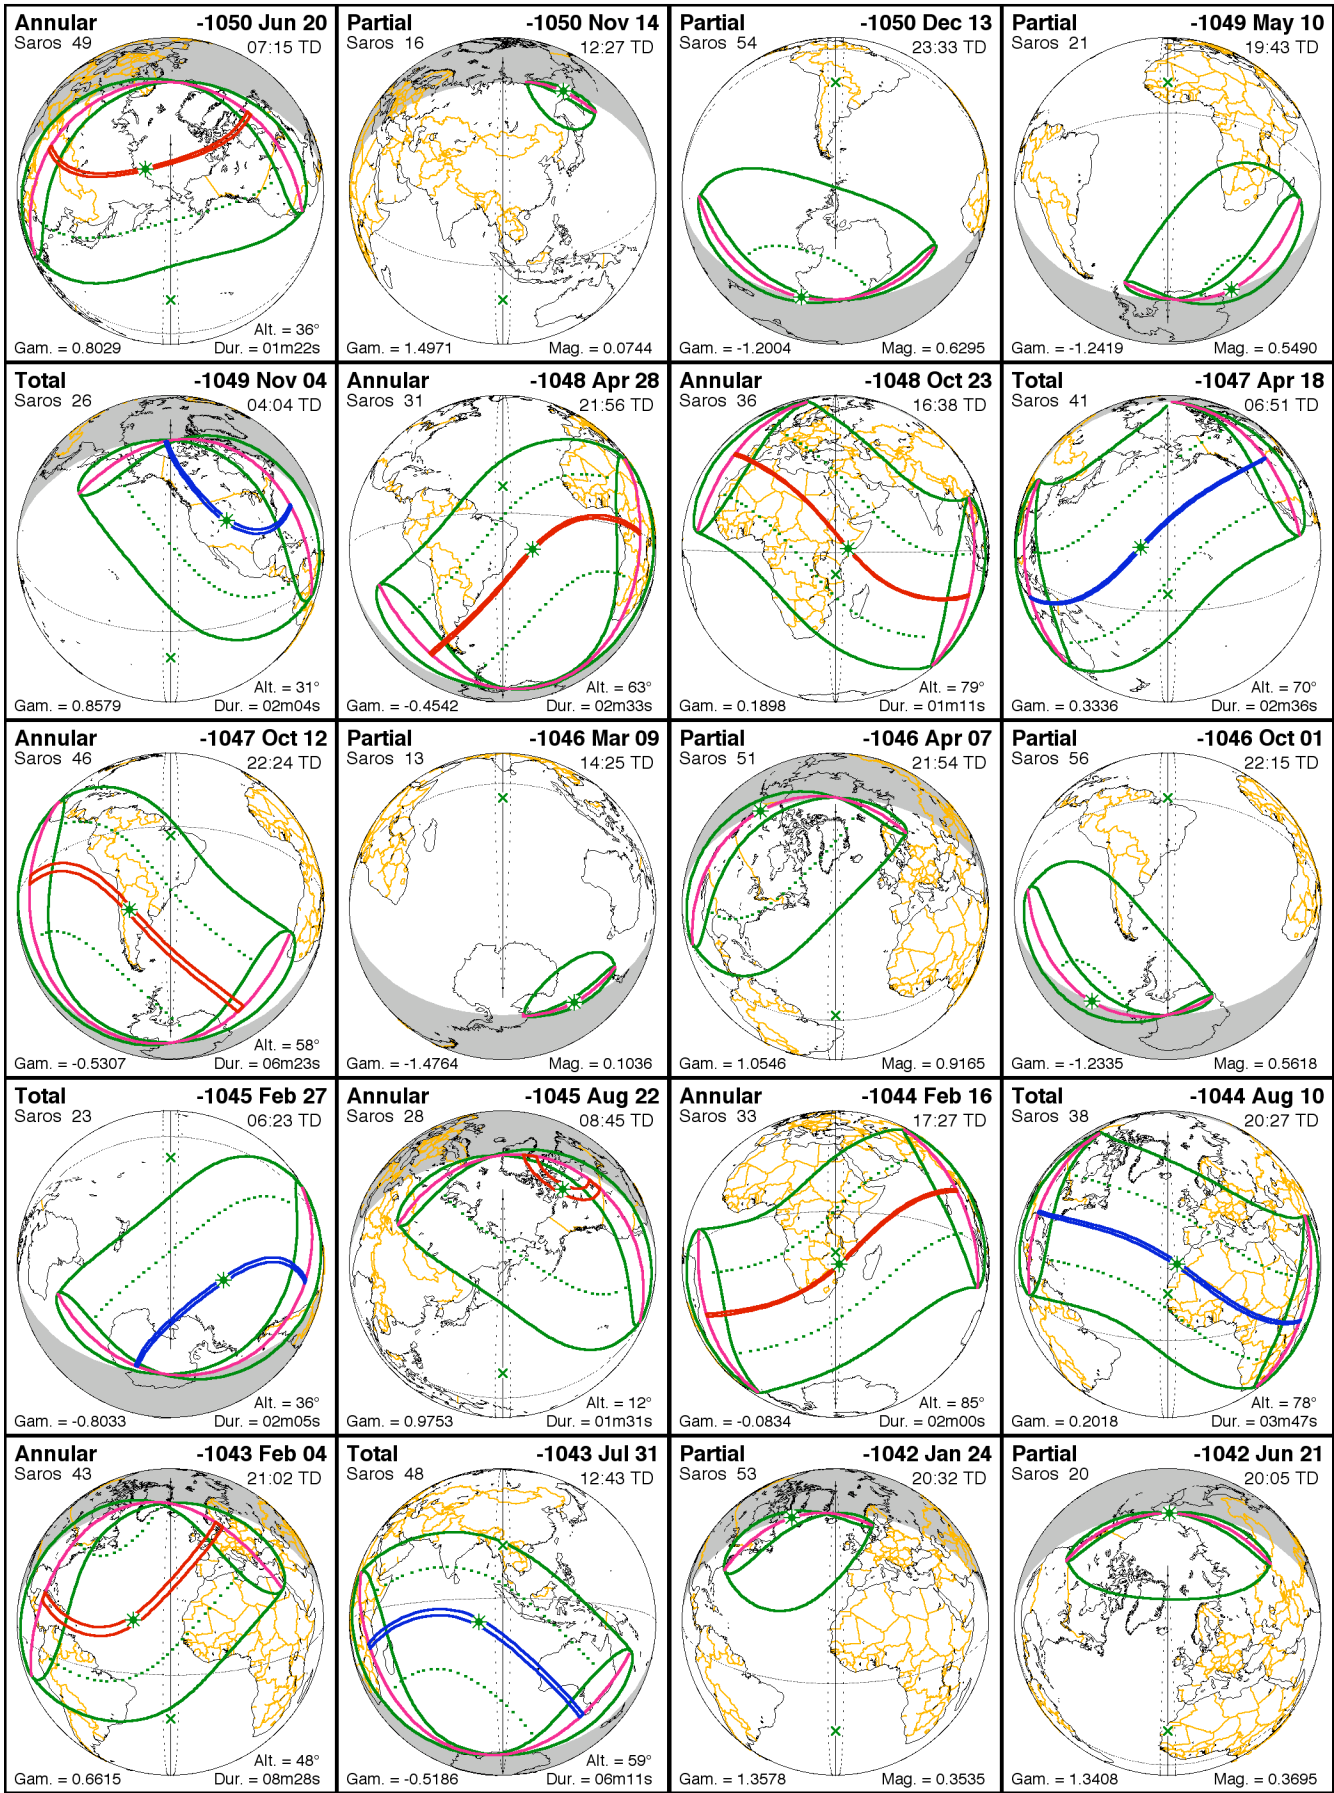 Annular -1050 Jun 20
Saros 49 07:15 TD
Alt. = 36°
Gam. = 0.8029 Dur. = 01m22s
Partial -1050 Nov 14
Saros 16 12:27 TD
Gam. = 1.4971 Mag. = 0.0744
Partial -1050 Dec 13
Saros 54 23:33 TD
Gam. = -1.2004 Mag. = 0.6295
Partial -1049 May 10
Saros 21 19:43 TD
Gam. = -1.2419 Mag. = 0.5490
Total -1049 Nov 04
Saros 26 04:04 TD
Alt. = 31°
Gam. = 0.8579 Dur. = 02m04s
Annular -1048 Apr 28
Saros 31 21:56 TD
Alt. = 63°
Gam. = -0.4542 Dur. = 02m33s
Annular -1048 Oct 23
Saros 36 16:38 TD
Alt. = 79°
Gam. = 0.1898 Dur. = 01m11s
Total -1047 Apr 18
Saros 41 06:51 TD
Alt. = 70°
Gam. = 0.3336 Dur. = 02m36s
Annular -1047 Oct 12
Saros 46 22:24 TD
Alt. = 58°
Gam. = -0.5307 Dur. = 06m23s
Partial -1046 Mar 09
Saros 13 14:25 TD
Gam. = -1.4764 Mag. = 0.1036
Partial -1046 Apr 07
Saros 51 21:54 TD
Gam. = 1.0546 Mag. = 0.9165
Partial -1046 Oct 01
Saros 56 22:15 TD
Gam. = -1.2335 Mag. = 0.5618
Total -1045 Feb 27
Saros 23 06:23 TD
Alt. = 36°
Gam. = -0.8033 Dur. = 02m05s
Annular -1045 Aug 22
Saros 28 08:45 TD
Alt. = 12°
Gam. = 0.9753 Dur. = 01m31s
Annular -1044 Feb 16
Saros 33 17:27 TD
Alt. = 85°
Gam. = -0.0834 Dur. = 02m00s
Total -1044 Aug 10
Saros 38 20:27 TD
Alt. = 78°
Gam. = 0.2018 Dur. = 03m47s
Annular -1043 Feb 04
Saros 43 21:02 TD
Alt. = 48°
Gam. = 0.6615 Dur. = 08m28s
Total -1043 Jul 31
Saros 48 12:43 TD
Alt. = 59°
Gam. = -0.5186 Dur. = 06m11s
Partial -1042 Jan 24
Saros 53 20:32 TD
Gam. = 1.3578 Mag. = 0.3535
Partial -1042 Jun 21
Saros 20 20:05 TD
Gam. = 1.3408 Mag. = 0.3695